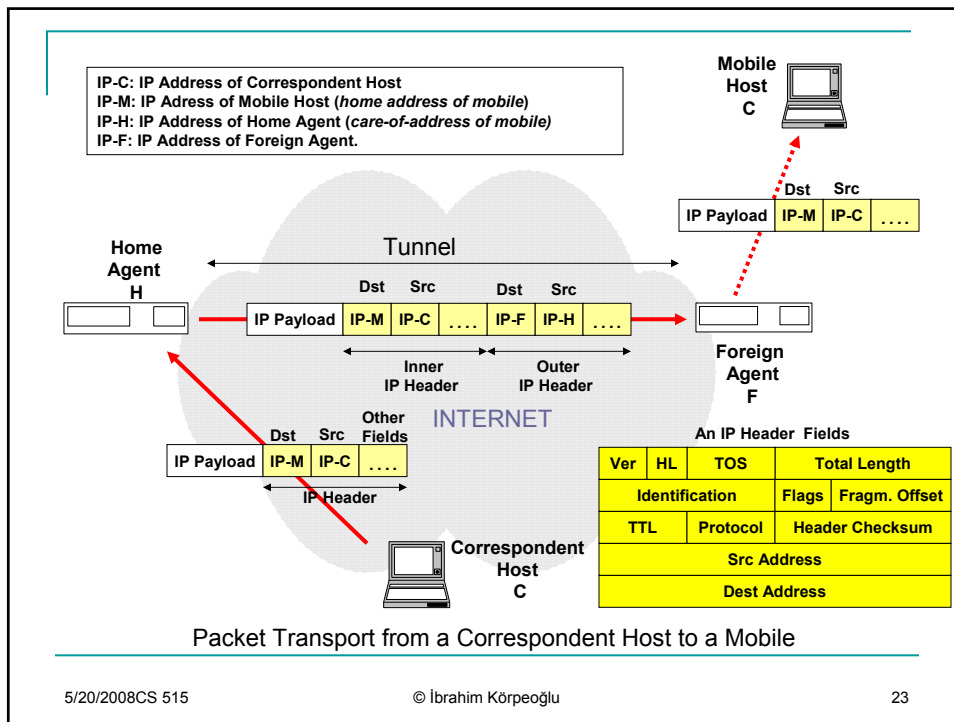 IP-C: IP Address of Correspondent Host
IP-M: IP Adress of Mobile Host (home address of mobile)
IP-H: IP Address of Home Agent (care-of-address of mobile)
IP-F: IP Address of Foreign Agent.
Mobile
Host
C
Dst Src
IP Payload IP-M IP-C ....
Home
Agent
H
Tunnel
Dst Src Dst Src
IP Payload IP-M IP-C .... IP-F IP-H ....
Inner
IP Header
Outer
IP Header
Foreign
Agent
F
INTERNET
Dst Src Other
Fields
IP Payload IP-M IP-C ....
IP Header
Correspondent
Host
C
An IP Header Fields
Ver HL TOS Total Length
Identification Flags Fragm. Offset
TTL Protocol Header Checksum
Src Address
Dest Address
Packet Transport from a Correspondent Host to a Mobile
5/20/2008CS 515 © İbrahim Körpeoğlu 23